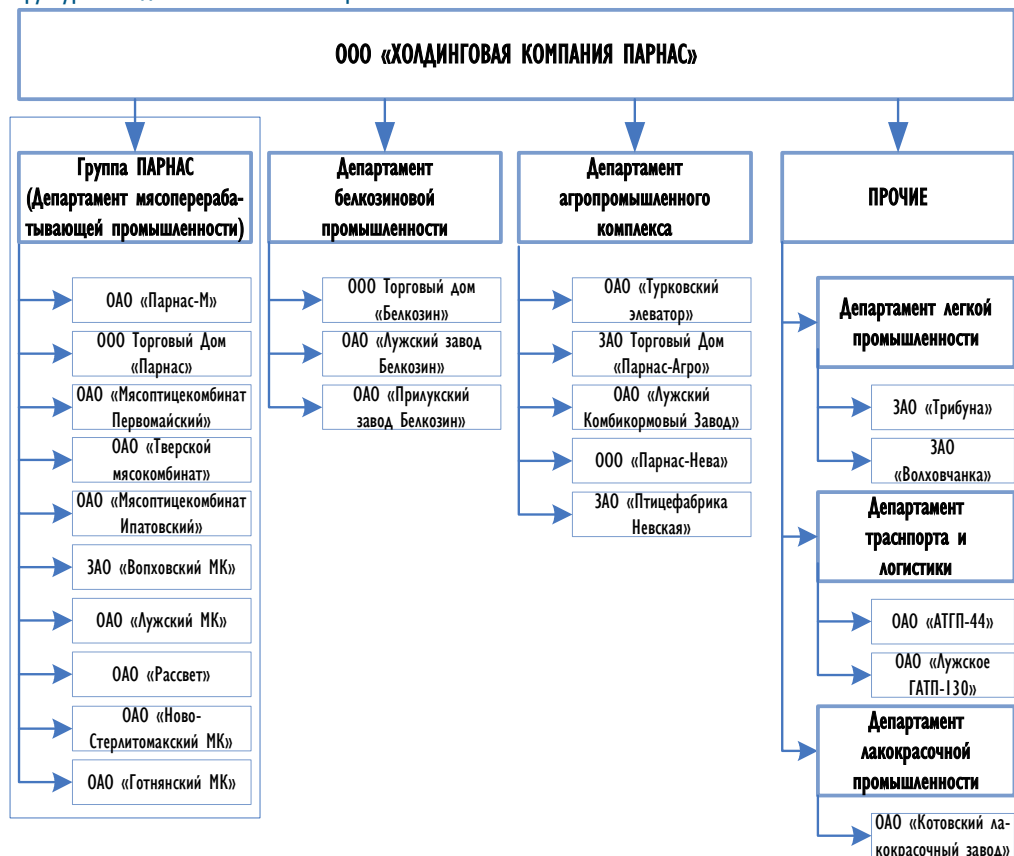 ООО «ХОЛДИНГОВАЯ КОМПАНИЯ ПАРНАС»
Группа ПАРНАС
(Департамент мясоперераба-
тывающей промышленности)
ОАО «Парнас-М»
ООО Торговый Дом
«Парнас»
ОАО «Мясоптицекомбинат
Первомайский»
ОАО «Тверской
мясокомбинат»
ОАО «Мясоптицекомбинат
Ипатовский»
ЗАО «Вопховский МК»
ОАО «Лужский МК»
ОАО «Рассвет»
ОАО «Ново-
Стерлитомакский МК»
ОАО «Готнянский МК»
Департамент
белкозиновой
промышленности
ООО Торговый дом
«Белкозин»
ОАО «Лужский завод
Белкозин»
ОАО «Прилукский
завод Белкозин»
Департамент
агропромышленного
комплекса
ОАО «Турковский
элеватор»
ЗАО Торговый Дом
«Парнас-Агро»
ОАО «Лужский
Комбикормовый Завод»
ООО «Парнас-Нева»
ЗАО «Птицефабрика
Невская»
ПРОЧИЕ
Департамент легкой
промышленности
ЗАО «Трибуна»
ЗАО
«Волховчанка»
Департамент
траснпорта и
логистики
ОАО «АТГП-44»
ОАО «Лужское
ГАТП-130»
Департамент
лакокрасочной
промышленности
ОАО «Котовский ла-
кокрасочный завод»